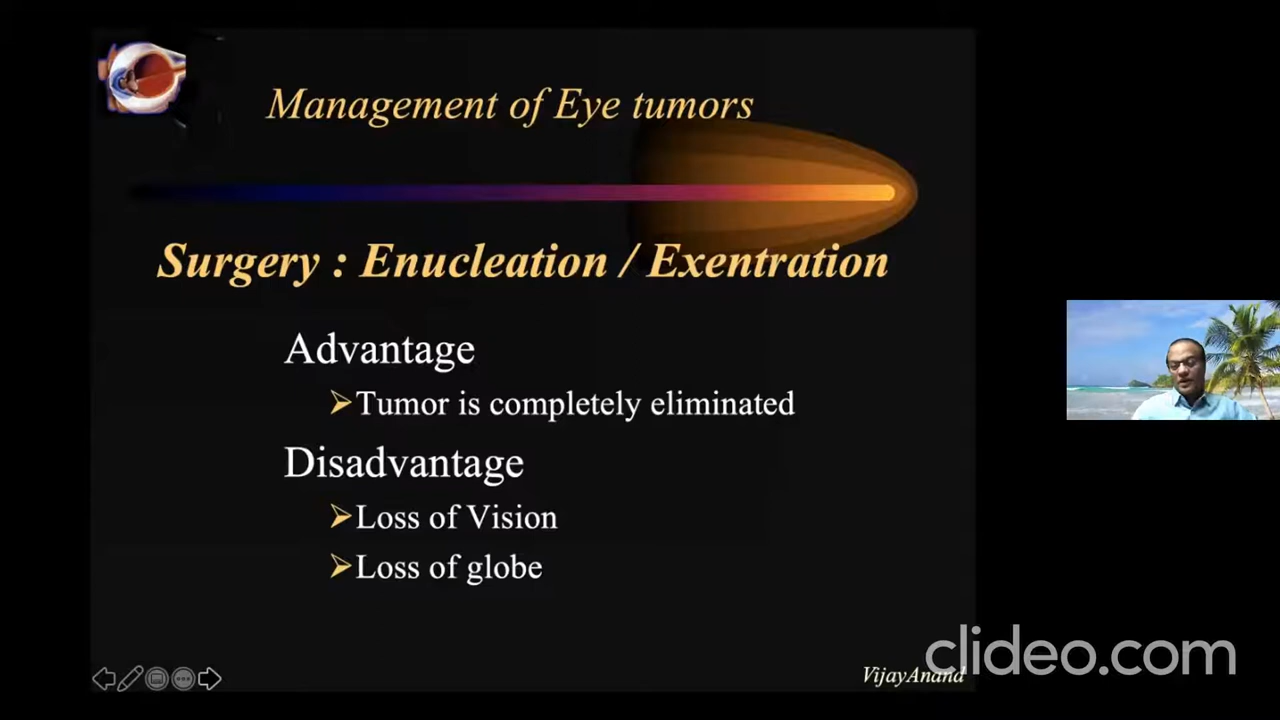 Management of Eye tumors
Surgery : Enucleation / Exentration
Advantage
Tumor is completely eliminated
Disadvantage
Loss of Vision
Loss of globe
VijayAnand
clideo.com